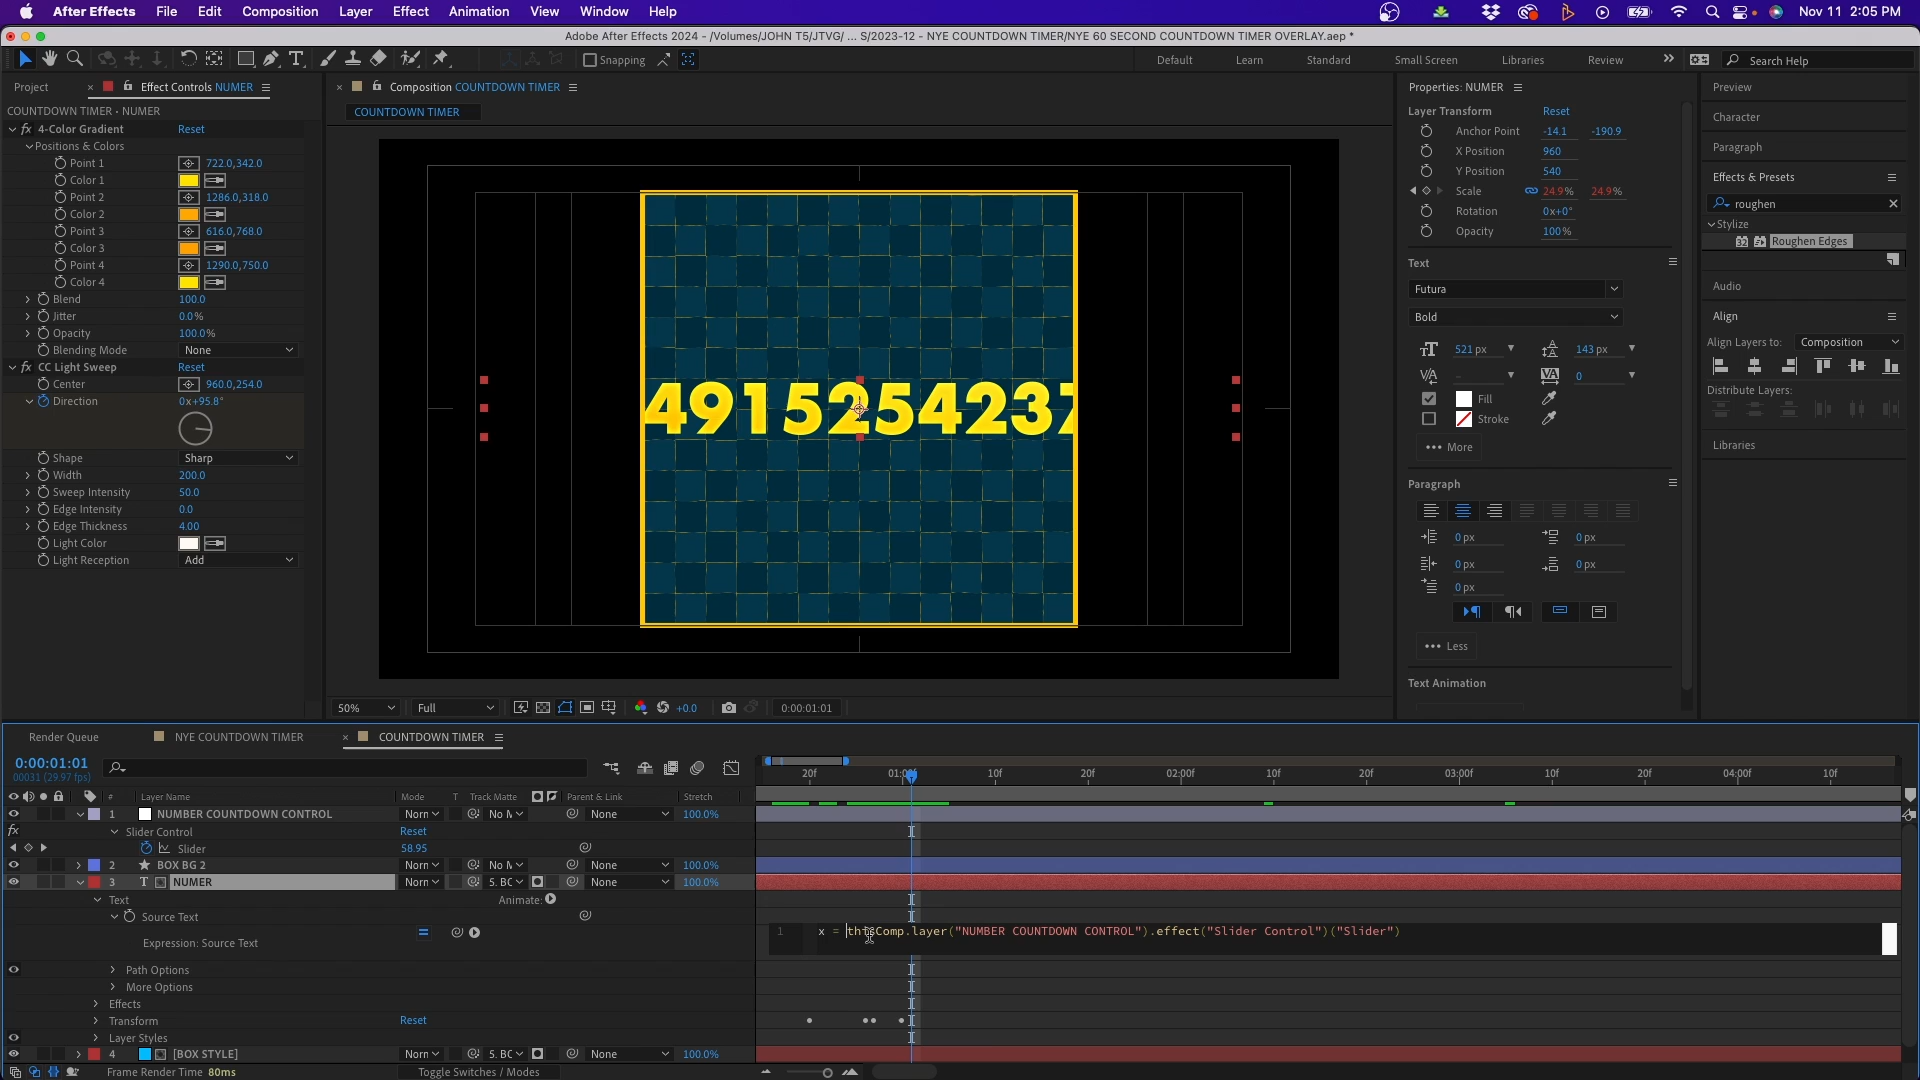 After Effects File Edit Composition Layer Effect Animation View Window Help Nov 11 2:05 PM
Adobe After Effects 2024 - /Volumes/JOHN T5/JTVG/ ... S/2023-12 - NYE COUNTDOWN TIMER/NYE 60 SECOND COUNTDOWN TIMER OVERLAY.aep *
Snapping Default Learn Standard Small Screen Libraries Review Search Help
Project Effect Controls NUMER
COUNTDOWN TIMER • NUMER
fx 4-Color Gradient Reset
Positions & Colors
Point 1 722.0,342.0
Color 1
Point 2 1286.0,318.0
Color 2
Point 3 616.0,768.0
Color 3
Point 4 1290.0,750.0
Color 4
Blend 100.0
Jitter 0.0%
Opacity 100.0%
Blending Mode None
fx CC Light Sweep Reset
Center 960.0,254.0
Direction 0x+95.8°
Shape Sharp
Width 200.0
Sweep Intensity 50.0
Edge Intensity 0.0
Edge Thickness 4.00
Light Color
Light Reception Add
Composition COUNTDOWN TIMER
COUNTDOWN TIMER
4915254237
50% Full +0.0 0:00:01:01
Properties: NUMER
Layer Transform Reset
Anchor Point -14.1 -190.9
X Position 960
Y Position 540
Scale 24.9% 24.9%
Rotation 0x+0°
Opacity 100%
Text
Futura
Bold
521 px 143 px
0
Fill
Stroke
More
Paragraph
0 px 0 px
0 px 0 px
0 px
Less
Text Animation
Preview
Character
Paragraph
Effects & Presets
roughen
Stylize
32 Roughen Edges
Audio
Align
Align Layers to: Composition
Distribute Layers:
Libraries
Render Queue NYE COUNTDOWN TIMER COUNTDOWN TIMER
0:00:01:01
00031 (29.97 fps)
20f 01:00f 10f 20f 02:00f 10f 20f 03:00f 10f 20f 04:00f 10f
# Layer Name Mode T Track Matte Parent & Link Stretch
1 NUMBER COUNTDOWN CONTROL Norn No M None 100.0%
fx Slider Control Reset
Slider 58.95
2 BOX BG 2 Norn No M None 100.0%
3 T NUMER Norn 5. BC None 100.0%
Text Animate:
Source Text
Expression: Source Text
1 x = thisComp.layer("NUMBER COUNTDOWN CONTROL").effect("Slider Control")("Slider")
Path Options
More Options
Effects
Transform Reset
Layer Styles
4 [BOX STYLE] Norn 5. BC None 100.0%
Frame Render Time 80ms Toggle Switches / Modes